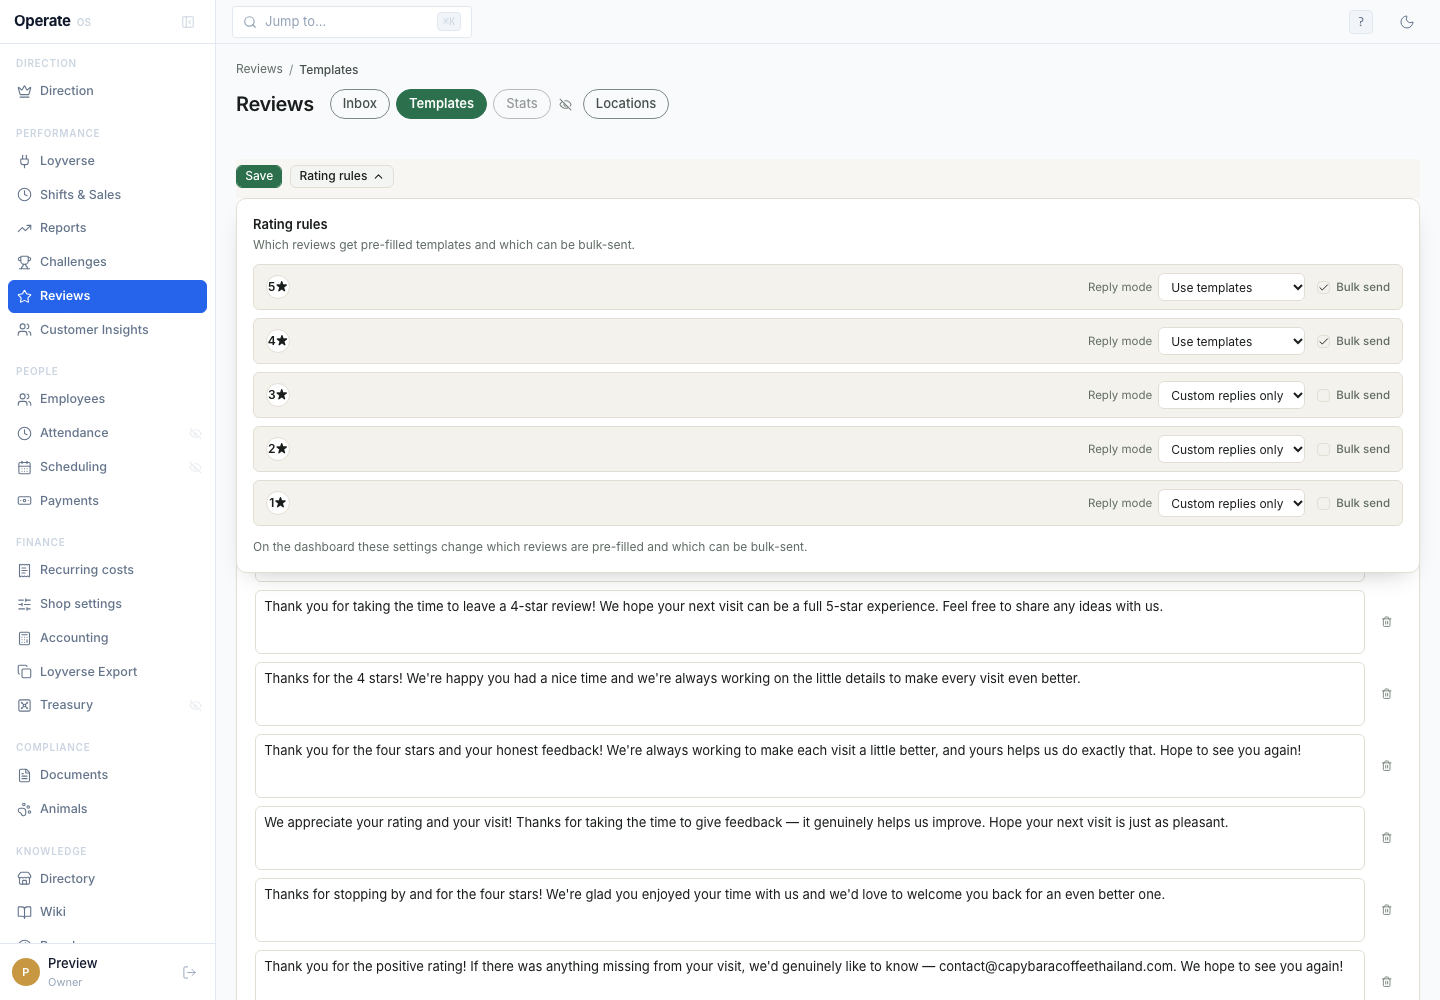 Operate OS
Jump to...
⌘K
?
DIRECTION
Direction
PERFORMANCE
Loyverse
Shifts & Sales
Reports
Challenges
Reviews
Customer Insights
PEOPLE
Employees
Attendance
Scheduling
Payments
FINANCE
Recurring costs
Shop settings
Accounting
Loyverse Export
Treasury
COMPLIANCE
Documents
Animals
KNOWLEDGE
Directory
Wiki
P
Preview
Owner
Reviews / Templates
Reviews
Inbox
Templates
Stats
Locations
Save
Rating rules
Rating rules
Which reviews get pre-filled templates and which can be bulk-sent.
5★ Reply mode Use templates Bulk send
4★ Reply mode Use templates Bulk send
3★ Reply mode Custom replies only Bulk send
2★ Reply mode Custom replies only Bulk send
1★ Reply mode Custom replies only Bulk send
On the dashboard these settings change which reviews are pre-filled and which can be bulk-sent.
Thank you for taking the time to leave a 4-star review! We hope your next visit can be a full 5-star experience. Feel free to share any ideas with us.
Thanks for the 4 stars! We're happy you had a nice time and we're always working on the little details to make every visit even better.
Thank you for the four stars and your honest feedback! We're always working to make each visit a little better, and yours helps us do exactly that. Hope to see you again!
We appreciate your rating and your visit! Thanks for taking the time to give feedback — it genuinely helps us improve. Hope your next visit is just as pleasant.
Thanks for stopping by and for the four stars! We're glad you enjoyed your time with us and we'd love to welcome you back for an even better one.
Thank you for the positive rating! If there was anything missing from your visit, we'd genuinely like to know — contact@capybaracoffeethailand.com. We hope to see you again!